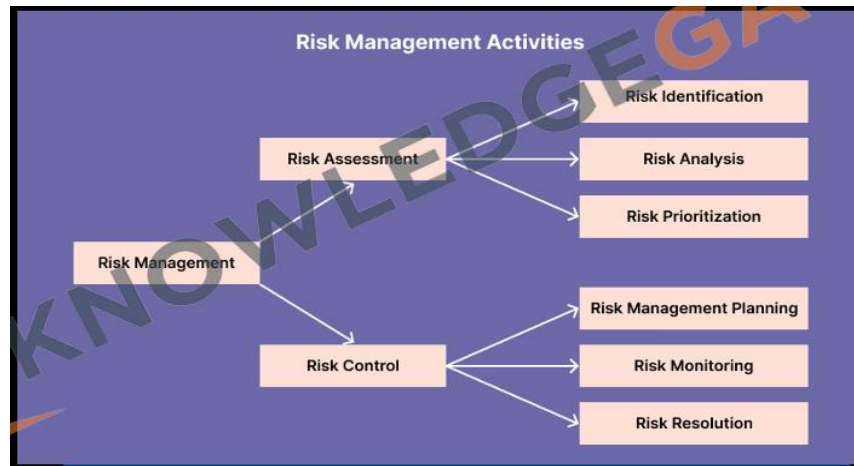 Risk Management Activities
Risk Identification
Risk Assessment
Risk Analysis
Risk Prioritization
Risk Management
Risk Management Planning
Risk Control
Risk Monitoring
Risk Resolution
KNOWLEDGEGA